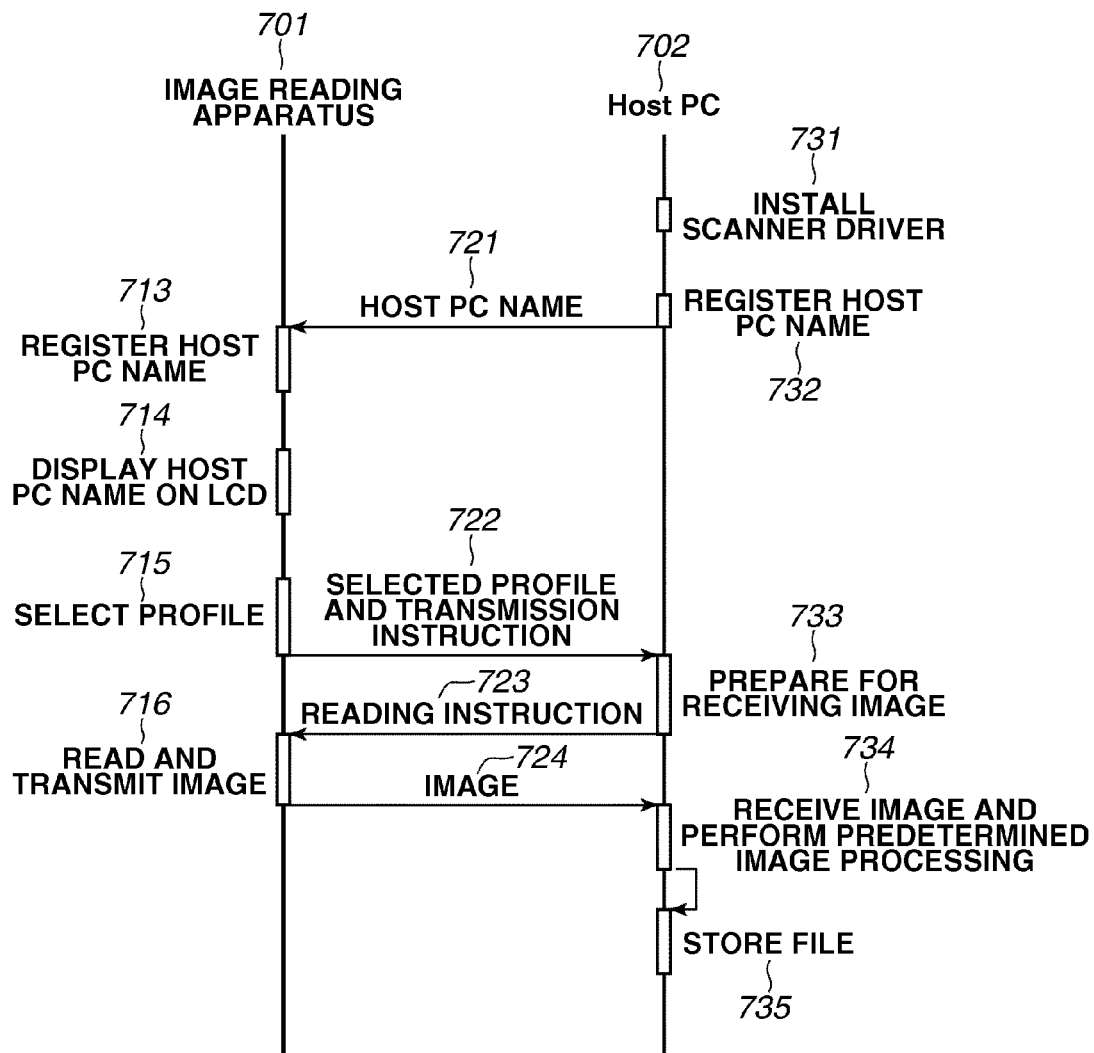 701
IMAGE READING
APPARATUS
702
Host PC
731
INSTALL
SCANNER DRIVER
721
HOST PC NAME
REGISTER HOST
PC NAME
732
713
REGISTER HOST
PC NAME
714
DISPLAY HOST
PC NAME ON LCD
722
SELECTED PROFILE
AND TRANSMISSION
INSTRUCTION
715
SELECT PROFILE
733
PREPARE FOR
RECEIVING IMAGE
723
READING INSTRUCTION
716
READ AND
TRANSMIT IMAGE
724
IMAGE
734
RECEIVE IMAGE AND
PERFORM PREDETERMINED
IMAGE PROCESSING
STORE FILE
735